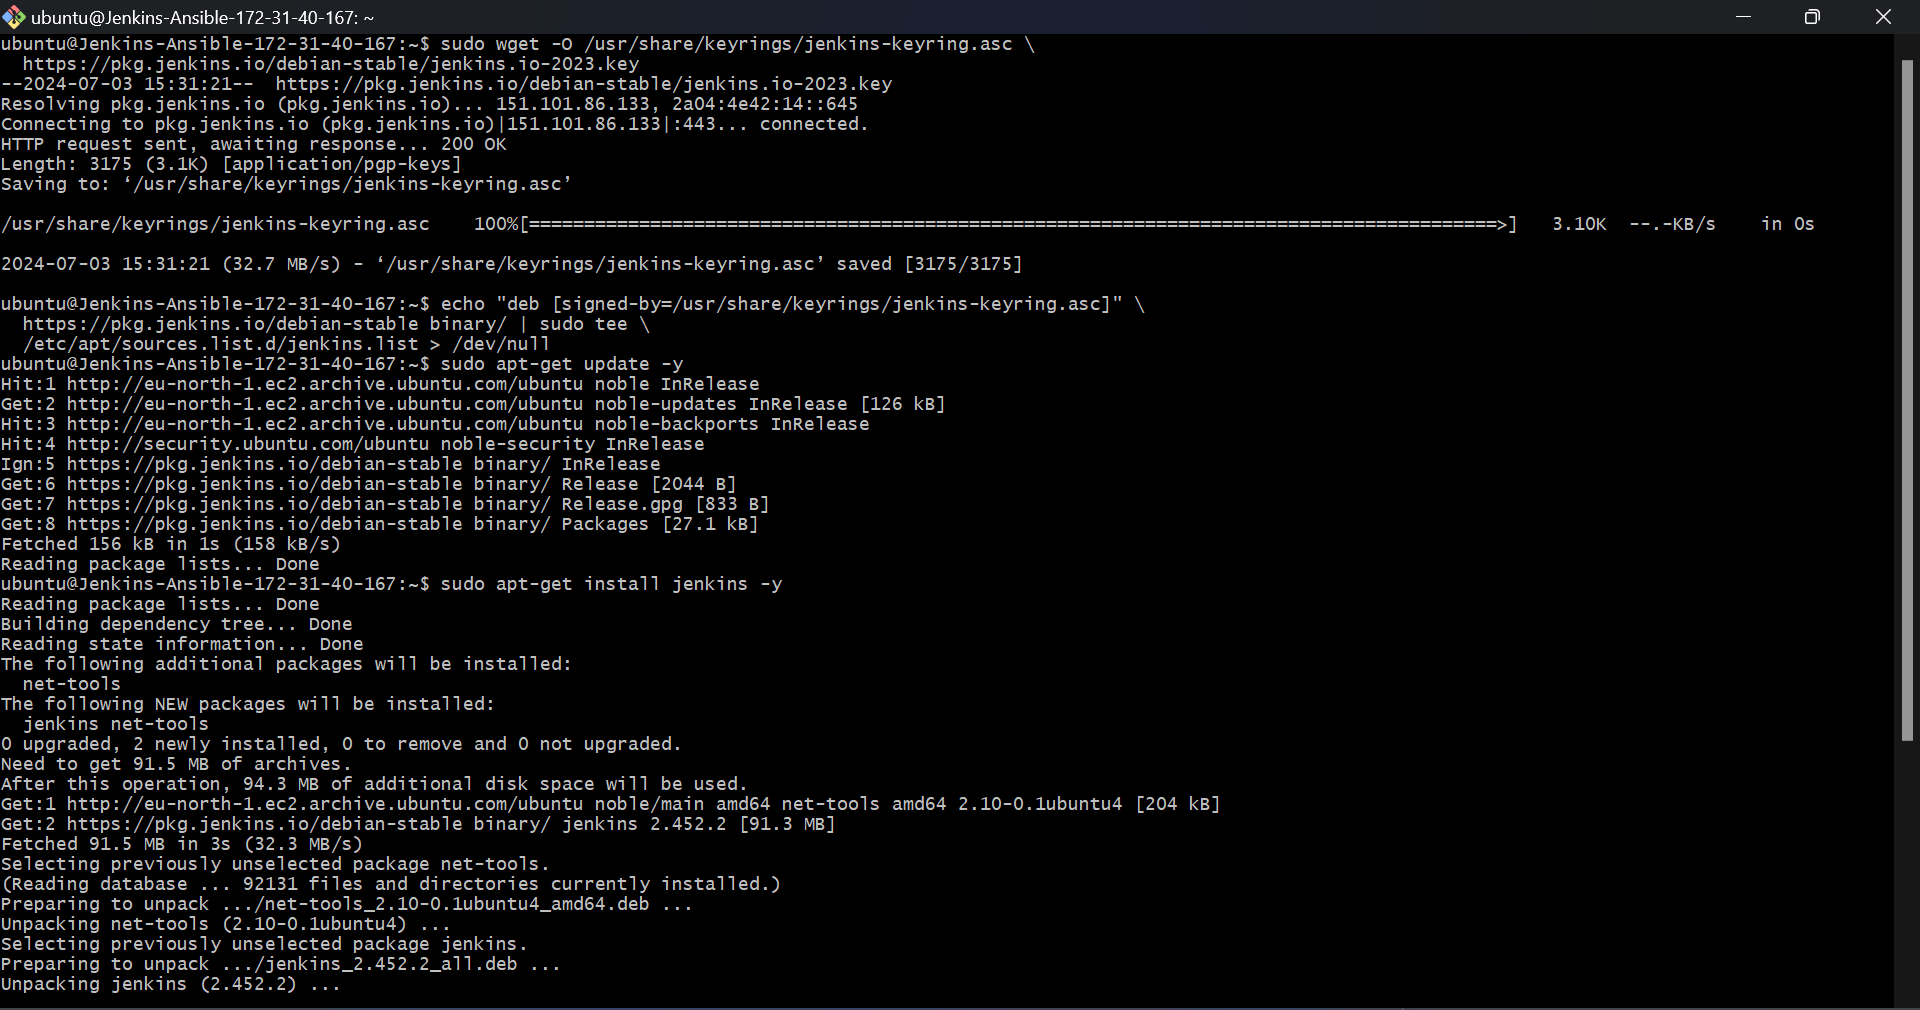 ubuntu@Jenkins-Ansible-172-31-40-167: ~
ubuntu@Jenkins-Ansible-172-31-40-167:~$ sudo wget -O /usr/share/keyrings/jenkins-keyring.asc \
  https://pkg.jenkins.io/debian-stable/jenkins.io-2023.key
--2024-07-03 15:31:21--  https://pkg.jenkins.io/debian-stable/jenkins.io-2023.key
Resolving pkg.jenkins.io (pkg.jenkins.io)... 151.101.86.133, 2a04:4e42:14::645
Connecting to pkg.jenkins.io (pkg.jenkins.io)|151.101.86.133|:443... connected.
HTTP request sent, awaiting response... 200 OK
Length: 3175 (3.1K) [application/pgp-keys]
Saving to: ‘/usr/share/keyrings/jenkins-keyring.asc’
/usr/share/keyrings/jenkins-keyring.asc    100%[========================================================================================>]   3.10K  --.-KB/s    in 0s
2024-07-03 15:31:21 (32.7 MB/s) - ‘/usr/share/keyrings/jenkins-keyring.asc’ saved [3175/3175]
ubuntu@Jenkins-Ansible-172-31-40-167:~$ echo "deb [signed-by=/usr/share/keyrings/jenkins-keyring.asc]" \
  https://pkg.jenkins.io/debian-stable binary/ | sudo tee \
  /etc/apt/sources.list.d/jenkins.list > /dev/null
ubuntu@Jenkins-Ansible-172-31-40-167:~$ sudo apt-get update -y
Hit:1 http://eu-north-1.ec2.archive.ubuntu.com/ubuntu noble InRelease
Get:2 http://eu-north-1.ec2.archive.ubuntu.com/ubuntu noble-updates InRelease [126 kB]
Hit:3 http://eu-north-1.ec2.archive.ubuntu.com/ubuntu noble-backports InRelease
Hit:4 http://security.ubuntu.com/ubuntu noble-security InRelease
Ign:5 https://pkg.jenkins.io/debian-stable binary/ InRelease
Get:6 https://pkg.jenkins.io/debian-stable binary/ Release [2044 B]
Get:7 https://pkg.jenkins.io/debian-stable binary/ Release.gpg [833 B]
Get:8 https://pkg.jenkins.io/debian-stable binary/ Packages [27.1 kB]
Fetched 156 kB in 1s (158 kB/s)
Reading package lists... Done
ubuntu@Jenkins-Ansible-172-31-40-167:~$ sudo apt-get install jenkins -y
Reading package lists... Done
Building dependency tree... Done
Reading state information... Done
The following additional packages will be installed:
  net-tools
The following NEW packages will be installed:
  jenkins net-tools
0 upgraded, 2 newly installed, 0 to remove and 0 not upgraded.
Need to get 91.5 MB of archives.
After this operation, 94.3 MB of additional disk space will be used.
Get:1 http://eu-north-1.ec2.archive.ubuntu.com/ubuntu noble/main amd64 net-tools amd64 2.10-0.1ubuntu4 [204 kB]
Get:2 https://pkg.jenkins.io/debian-stable binary/ jenkins 2.452.2 [91.3 MB]
Fetched 91.5 MB in 3s (32.3 MB/s)
Selecting previously unselected package net-tools.
(Reading database ... 92131 files and directories currently installed.)
Preparing to unpack .../net-tools_2.10-0.1ubuntu4_amd64.deb ...
Unpacking net-tools (2.10-0.1ubuntu4) ...
Selecting previously unselected package jenkins.
Preparing to unpack .../jenkins_2.452.2_all.deb ...
Unpacking jenkins (2.452.2) ...